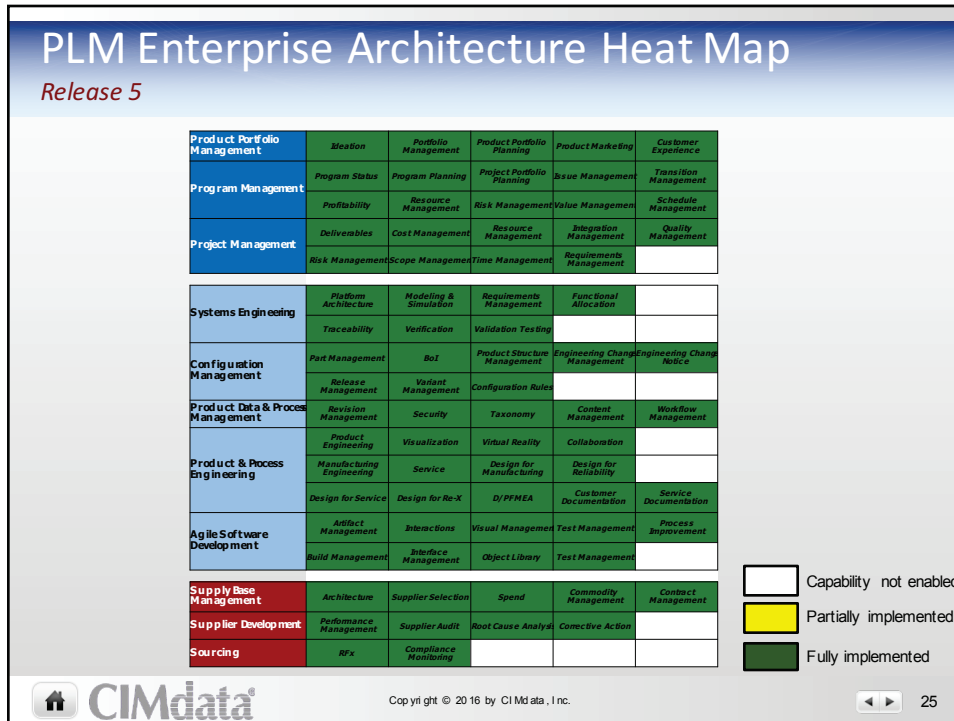 PLM Enterprise Architecture Heat Map
Release 5
Product Portfolio
Management
Ideation
Portfolio
Management
Product Portfolio
Planning
Product Marketing
Customer
Experience
Program Management
Program Status
Program Planning
Project Portfolio
Planning
Issue Management
Transition
Management
Profitability
Resource
Management
Risk Management
Value Management
Schedule
Management
Project Management
Deliverables
Cost Management
Resource
Management
Integration
Management
Quality
Management
Risk Management
Scope Managemen
Time Management
Requirements
Management
Systems Engineering
Platform
Architecture
Modeling &
Simulation
Requirements
Management
Functional
Allocation
Traceability
Verification
Validation Testing
Configuration
Management
Part Management
BoI
Product Structure
Management
Engineering Chang
Management
Engineering Chang
Notice
Release
Management
Variant
Management
Configuration Rules
Product Data & Proces
Management
Revision
Management
Security
Taxonomy
Content
Management
Workflow
Management
Product & Process
Engineering
Product
Engineering
Visualization
Virtual Reality
Collaboration
Manufacturing
Engineering
Service
Design for
Manufacturing
Design for
Reliability
Design for Service
Design for Re-X
D/PFMEA
Customer
Documentation
Service
Documentation
Agile Software
Development
Artifact
Management
Interactions
Visual Managemen
Test Management
Process
Improvement
Build Management
Interface
Management
Object Library
Test Management
Supply Base
Management
Architecture
Supplier Selection
Spend
Commodity
Management
Contract
Management
Supplier Development
Performance
Management
Supplier Audit
Root Cause Analysi
Corrective Action
Sourcing
RFx
Compliance
Monitoring
Capability not enabled
Partially implemented
Fully implemented
CIMdata®
Copyright © 2016 by CIMdata, Inc.
25